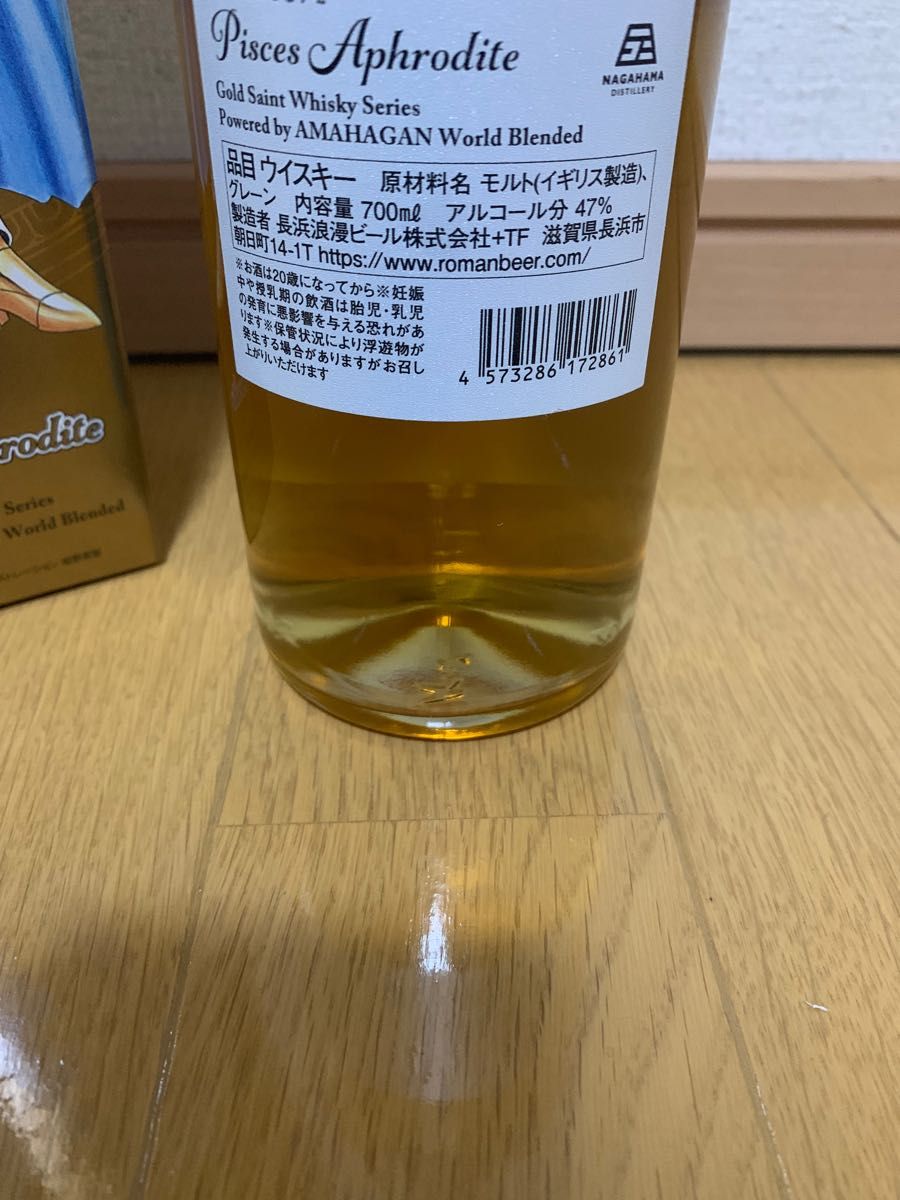 Pisces Aphrodite
NAGAHAMA
DISTILLERY
Gold Saint Whisky Series
Powered by AMAHAGAN World Blended
品目 ウイスキー 原材料名 モルト(イギリス製造)、
グレーン 内容量 700mℓ アルコール分 47%
製造者 長浜浪漫ビール株式会社+TF 滋賀県長浜市
朝日町14-1T https://www.romanbeer.com/
※お酒は20歳になってから※妊娠
中や授乳期の飲酒は胎児・乳児
の発育に悪影響を与える恐れがあ
ります※保管状況により浮遊物が
発生する場合がありますがお召し
上がりいただけます
4 573286 172861
rodite
Series
World Blended